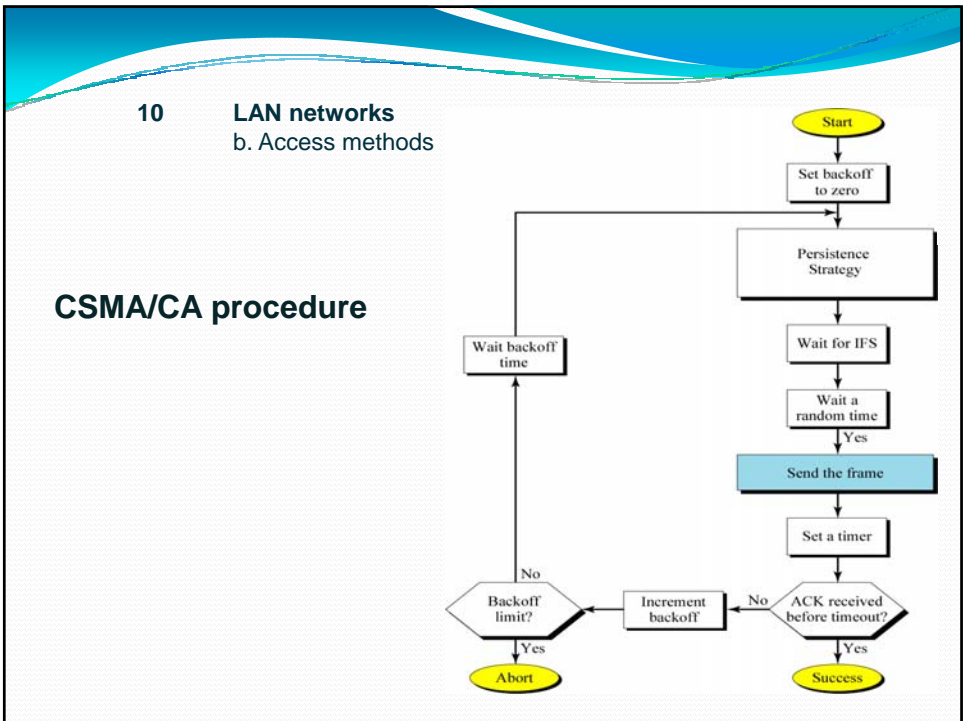 10 LAN networks
b. Access methods
CSMA/CA procedure
Start
Set backoff
to zero
Persistence
Strategy
Wait for IFS
Wait a
random time
Yes
Send the frame
Set a timer
ACK received
before timeout?
No
Yes
Success
Increment
backoff
Backoff
limit?
No
Yes
Abort
Wait backoff
time